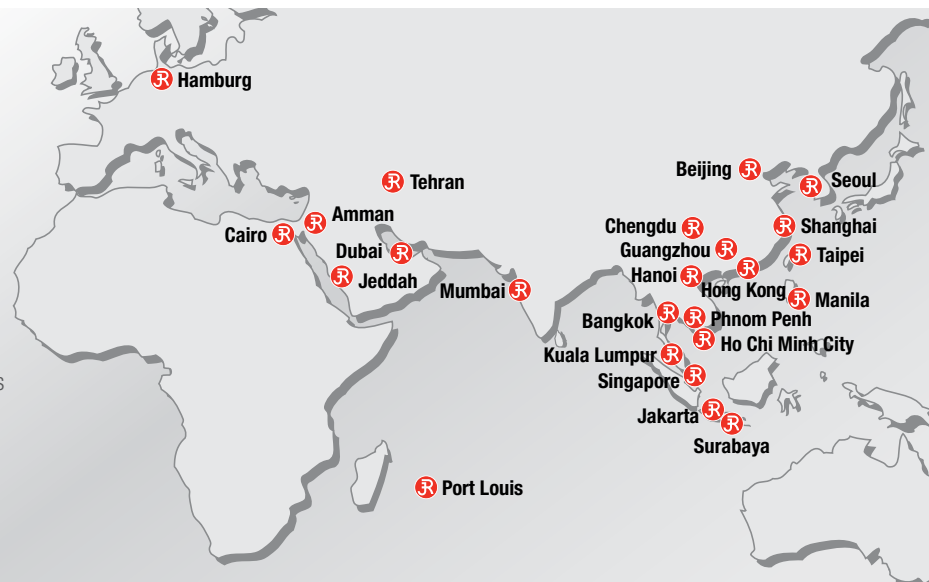 Hamburg
Tehran
Beijing
Seoul
Amman
Cairo
Chengdu
Shanghai
Guangzhou
Dubai
Taipei
Jeddah
Hanoi
Mumbai
Hong Kong
Manila
Bangkok
Phnom Penh
Ho Chi Minh City
Kuala Lumpur
Singapore
s
Jakarta
Surabaya
Port Louis